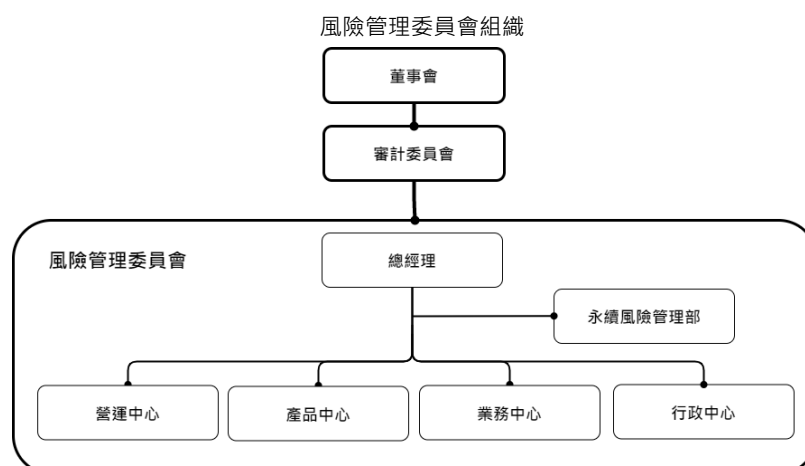 風險管理委員會組織
董事會
審計委員會
風險管理委員會
總經理
永續風險管理部
營運中心
產品中心
業務中心
行政中心